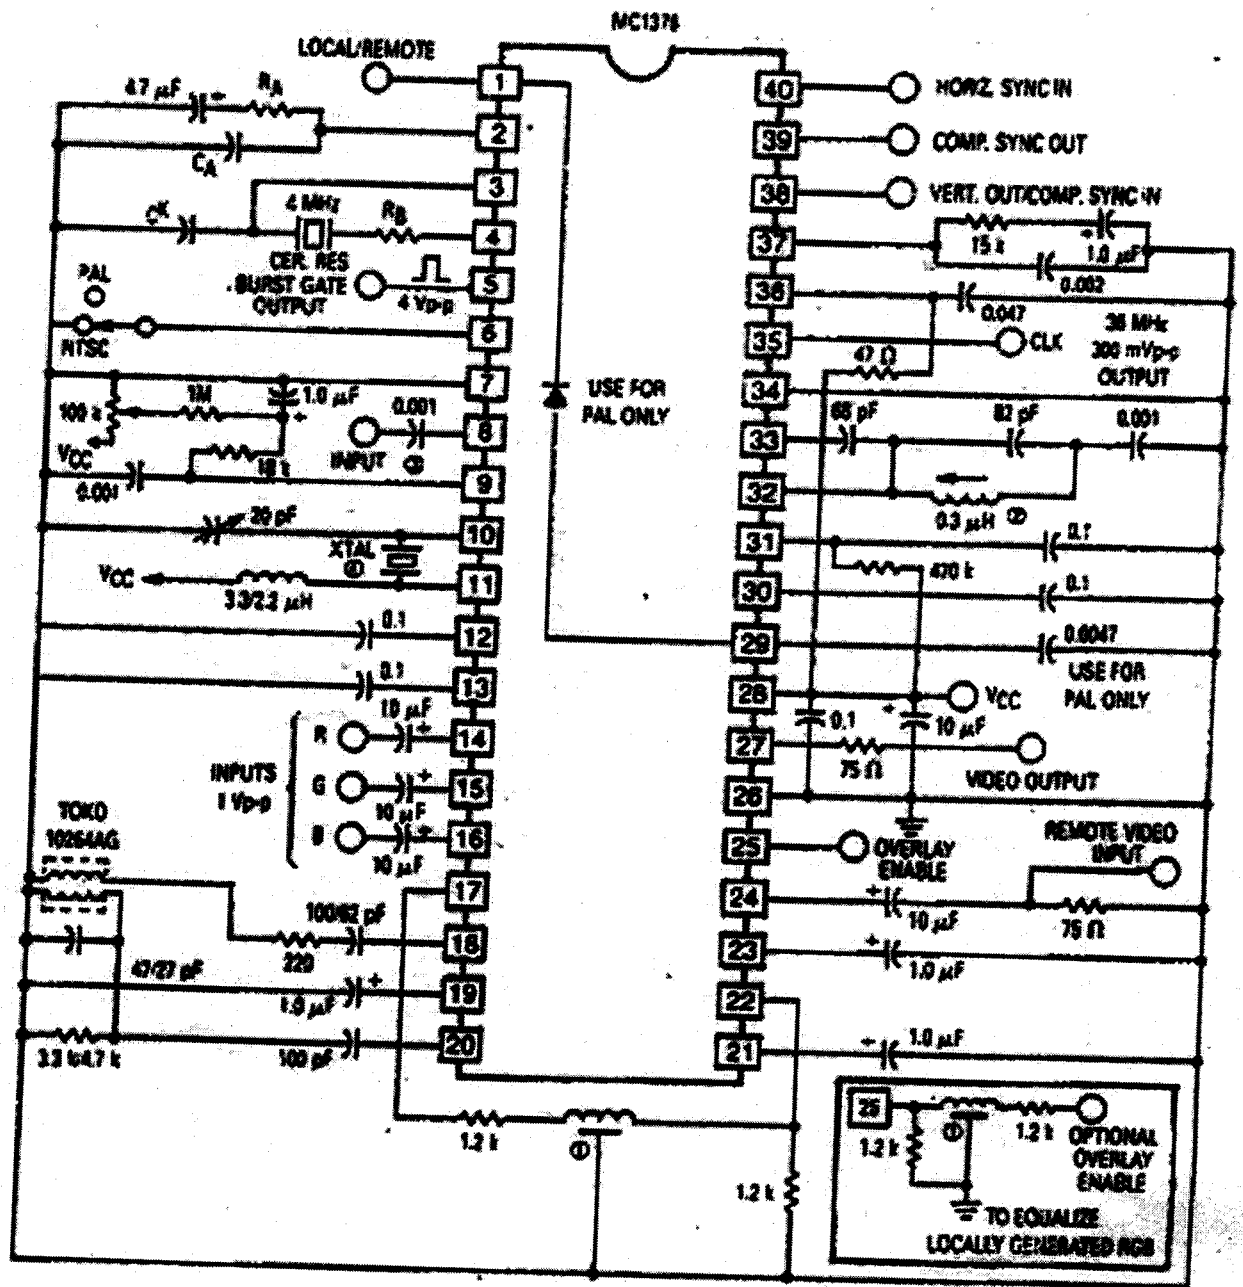 MC1378
LOCAL/REMOTE
1
40
HORIZ. SYNC IN
4.7 μF
+
RA
2
39
COMP. SYNC OUT
CA
3
38
VERT. OUT/COMP. SYNC IN
4 MHz
RB
4
37
15 k
+
1.0 μF
CER. RES
0.002
BURST GATE
OUTPUT
4 Vp-p
5
36
0.047
PAL
NTSC
6
35
CLK
36 MHz
300 mVp-p
OUTPUT
47 Ω
7
34
100 k
1M
1.0 μF
+
USE FOR
PAL ONLY
0.001
8
33
68 pF
82 pF
0.001
VCC
INPUT
③
18 k
0.001
9
32
0.3 μH ②
20 pF
10
31
0.1
XTAL
④
470 k
VCC
3.3/2.2 μH
11
30
0.1
0.1
12
29
0.0047
USE FOR
PAL ONLY
0.1
13
28
VCC
0.1
+
10 μF
INPUTS
1 Vp-p
R
10 μF
+
14
27
75 Ω
VIDEO OUTPUT
G
10 μF
+
15
26
B
10 μF
+
16
25
OVERLAY
ENABLE
REMOTE VIDEO
INPUT
TOKO
10264AG
17
24
+
10 μF
75 Ω
100/62 pF
220
18
23
+
1.0 μF
47/27 pF
1.0 μF
+
19
22
3.3 k/4.7 k
100 pF
20
21
+
1.0 μF
1.2 k
①
1.2 k
25
1.2 k
①
1.2 k
OPTIONAL
OVERLAY
ENABLE
TO EQUALIZE
LOCALLY GENERATED RGB